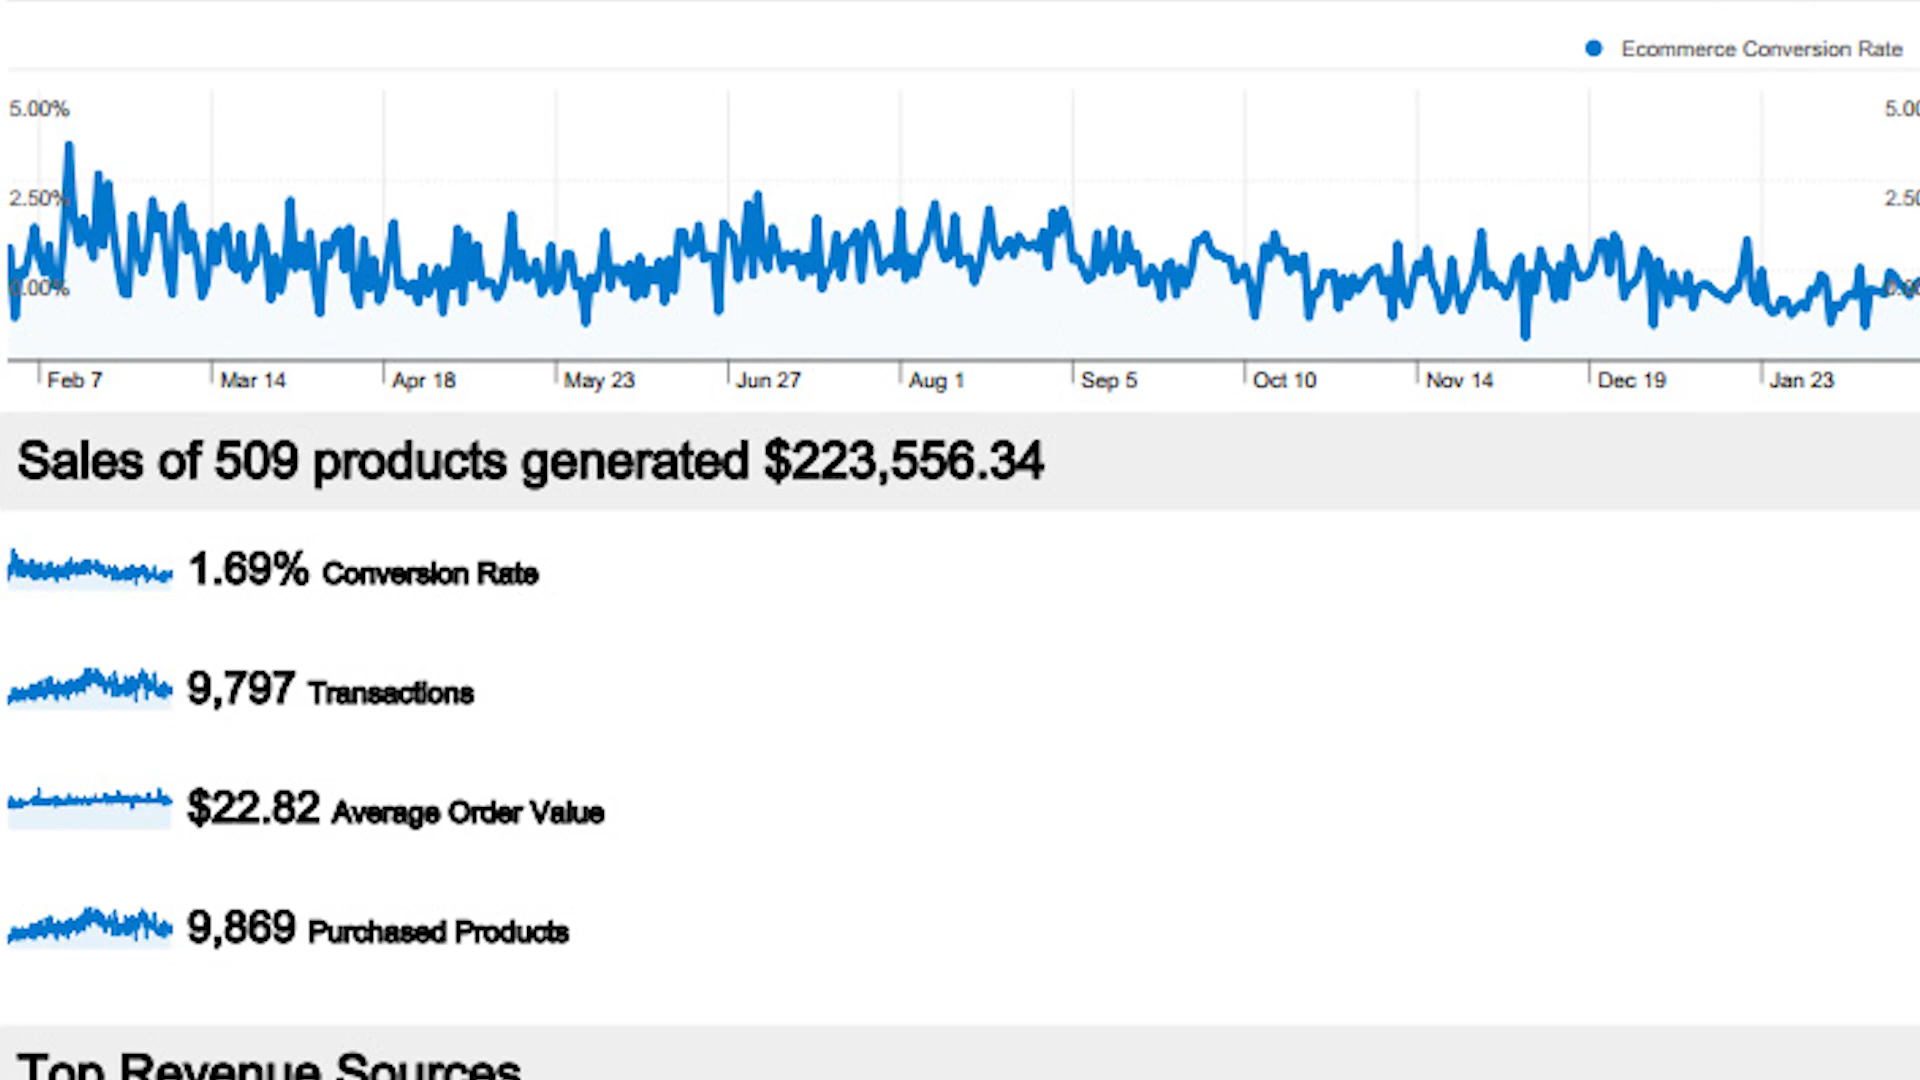 Ecommerce Conversion Rate
5.00% 5.00
2.50% 2.50
0.00%
Feb 7 Mar 14 Apr 18 May 23 Jun 27 Aug 1 Sep 5 Oct 10 Nov 14 Dec 19 Jan 23
Sales of 509 products generated $223,556.34
1.69% Conversion Rate
9,797 Transactions
$22.82 Average Order Value
9,869 Purchased Products
Top Revenue Sources